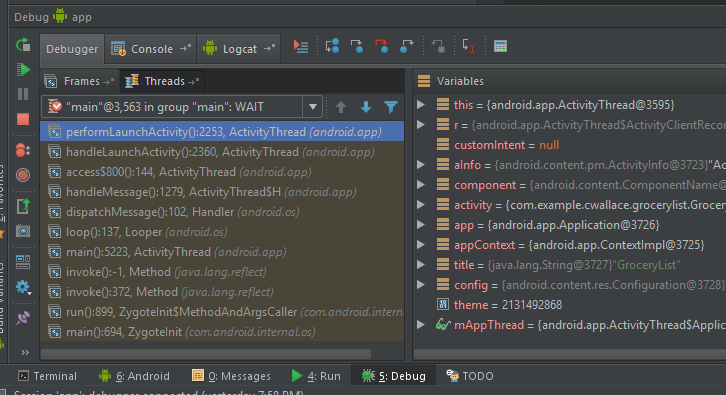 Debug app
Debugger Console Logcat
Frames Threads
"main"@3,563 in group "main": WAIT
performLaunchActivity():2253, ActivityThread (android.app)
handleLaunchActivity():2360, ActivityThread (android.app)
access$800():144, ActivityThread (android.app)
handleMessage():1279, ActivityThread$H (android.app)
dispatchMessage():102, Handler (android.os)
loop():137, Looper (android.os)
main():5223, ActivityThread (android.app)
invoke():-1, Method (java.lang.reflect)
invoke():372, Method (java.lang.reflect)
run():899, ZygoteInit$MethodAndArgsCaller (com.android.interna
main():694, ZygoteInit (com.android.internal.os)
Variables
this = {android.app.ActivityThread@3595}
r = {android.app.ActivityThread$ActivityClientReco
customIntent = null
aInfo = {android.content.pm.ActivityInfo@3723}"Ac
component = {android.content.ComponentName@
activity = {com.example.cwallace.grocerylist.Grocer
app = {android.app.Application@3726}
appContext = {android.app.ContextImpl@3725}
title = {java.lang.String@3727}"GroceryList"
config = {android.content.res.Configuration@3728}
theme = 2131492868
mAppThread = {android.app.ActivityThread$Applic
Favorites
Build Variants
Terminal 6: Android 0: Messages 4: Run 5: Debug TODO
Session 'app': debugger connected (yesterday 7:58 PM)